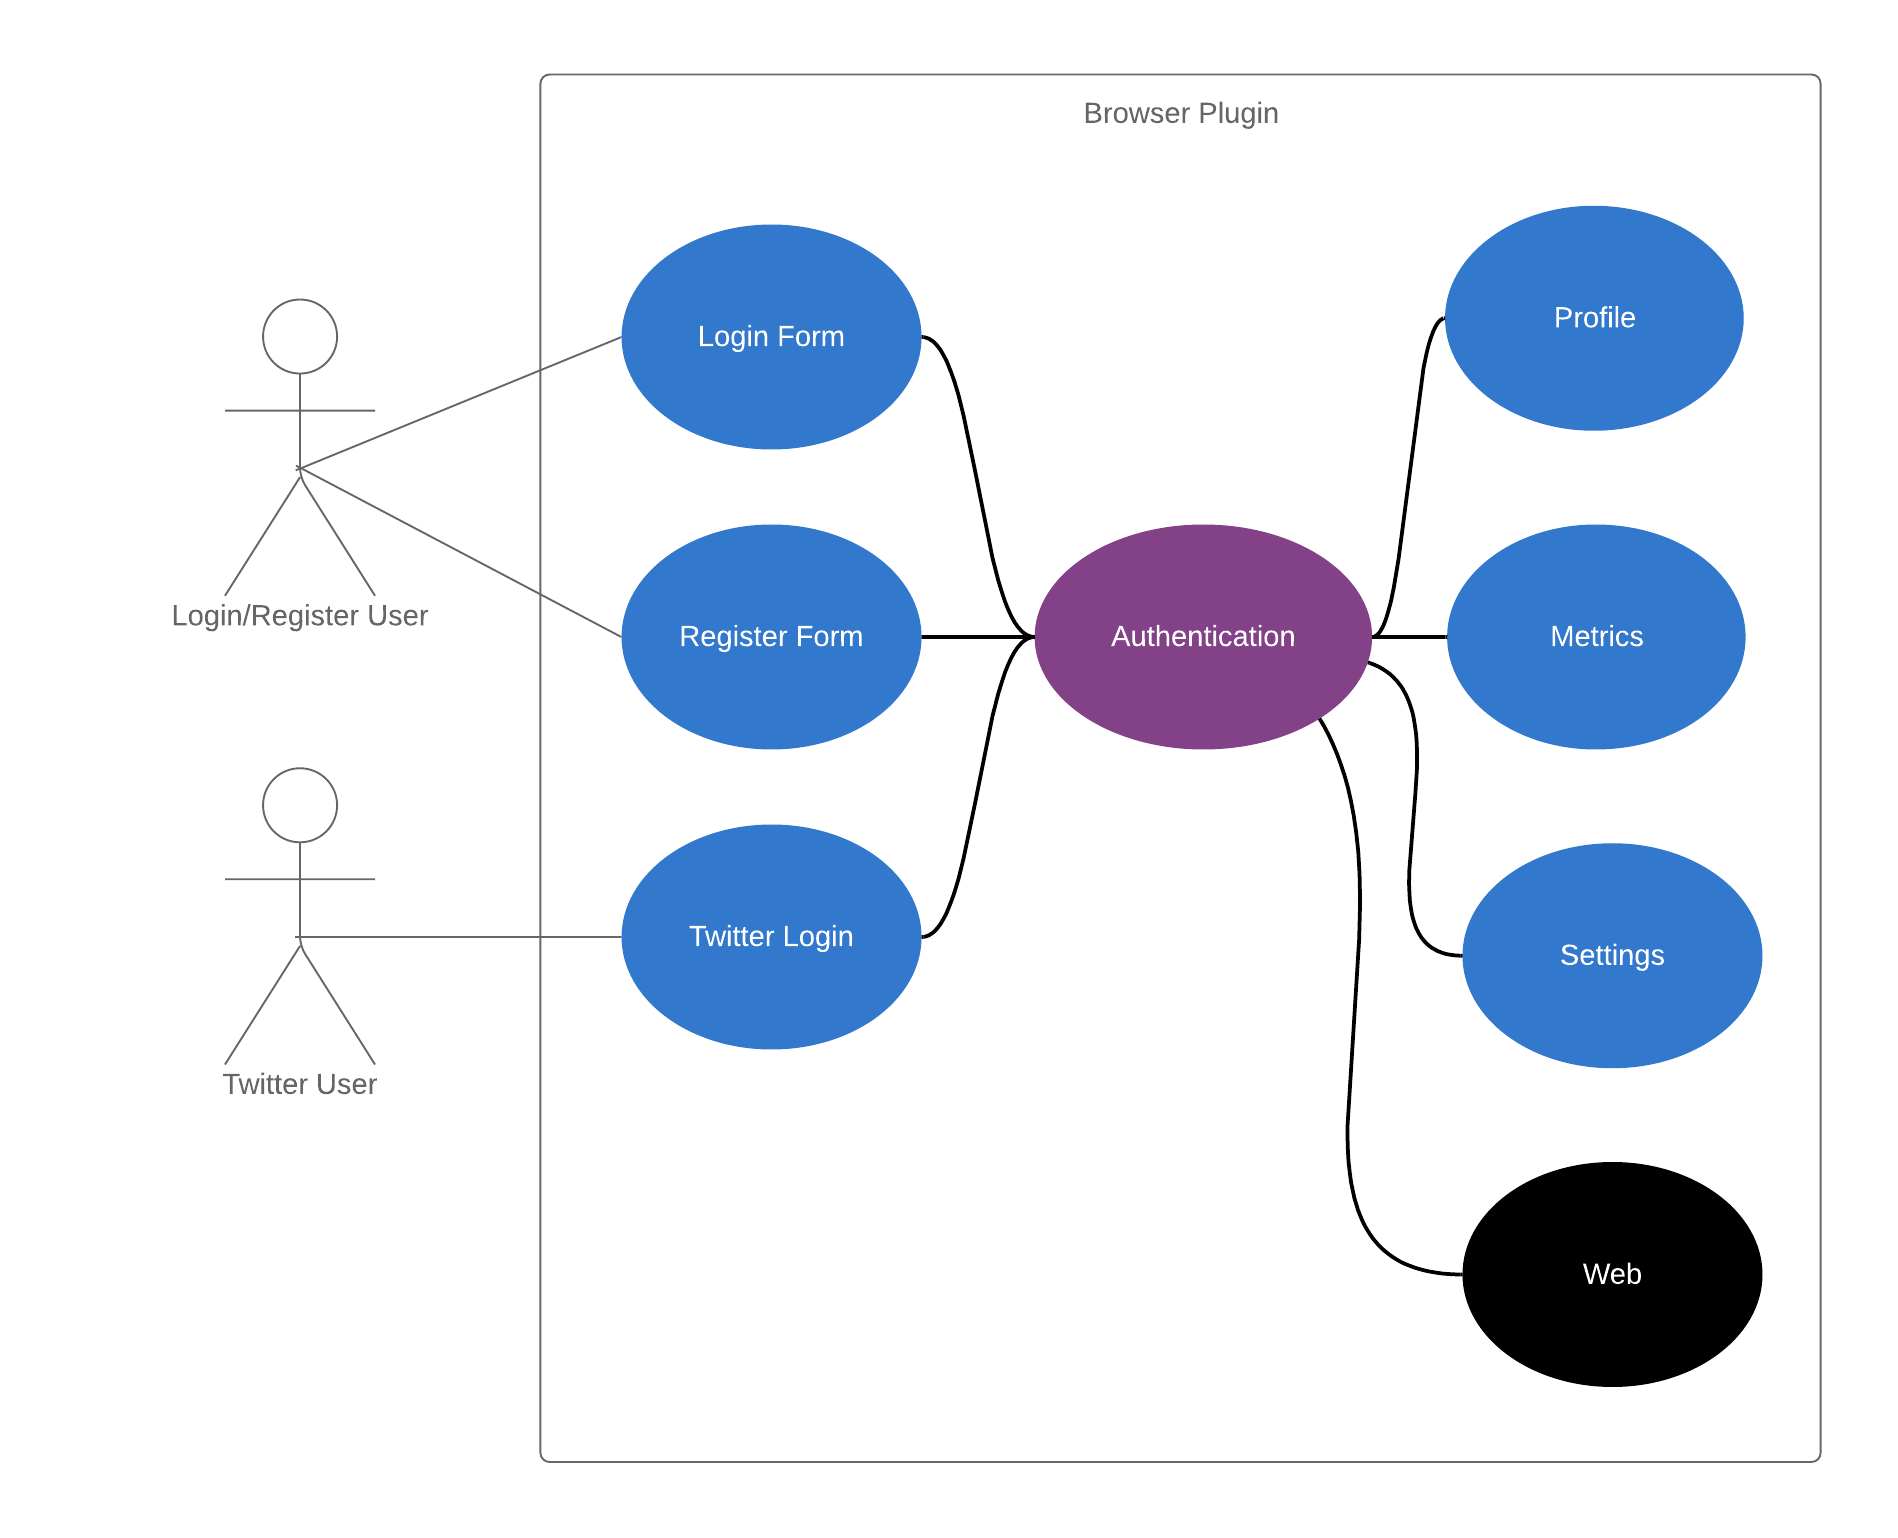 Browser Plugin
Login Form
Profile
Login/Register User
Register Form
Authentication
Metrics
Twitter Login
Settings
Twitter User
Web